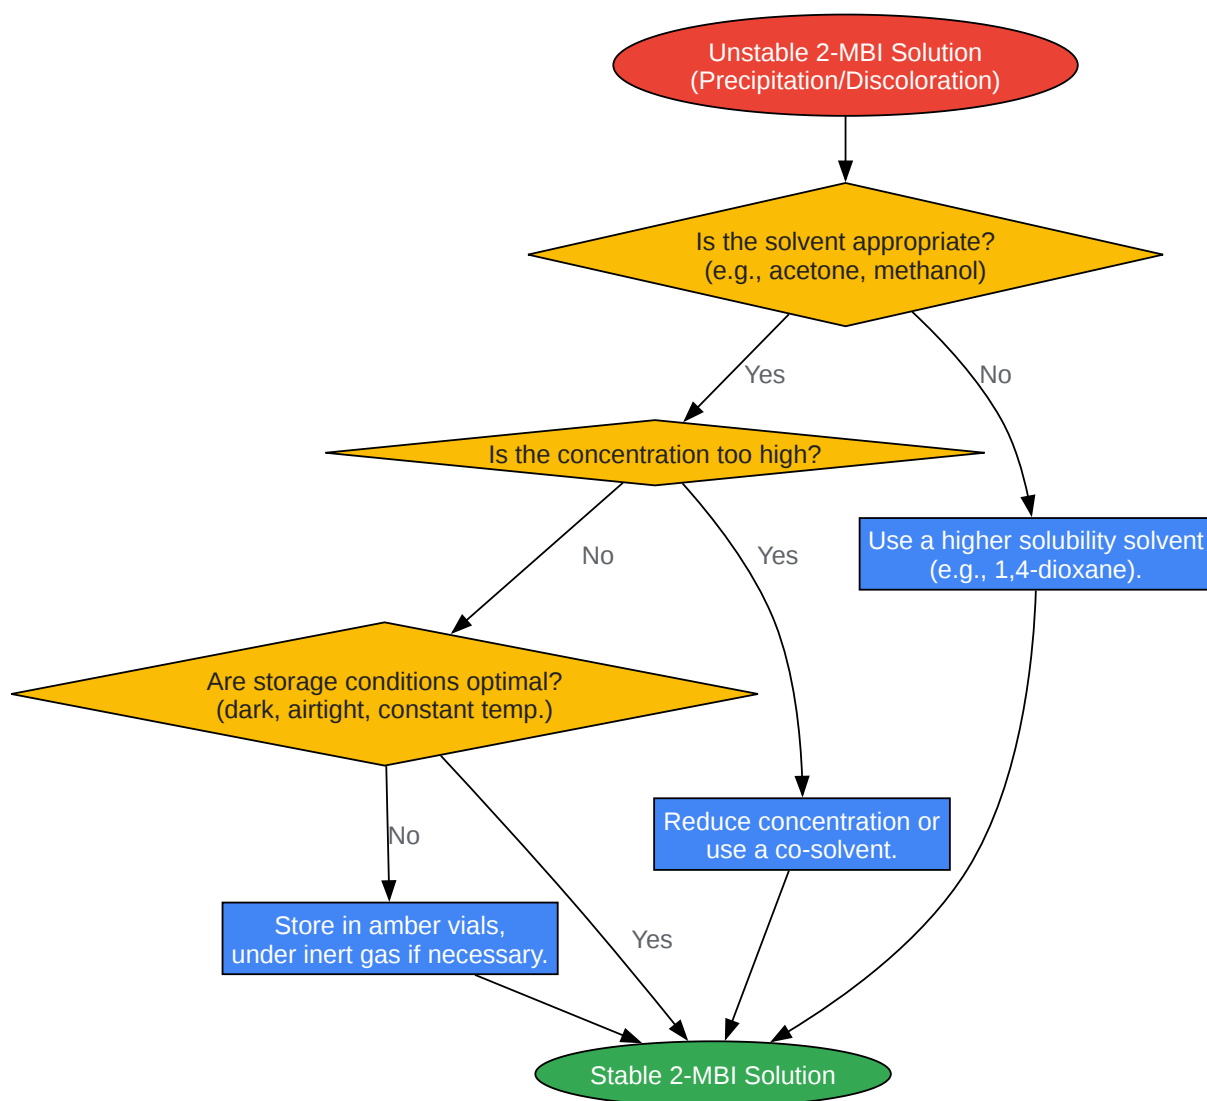 Unstable 2-MBI Solution
(Precipitation/Discoloration)
Is the solvent appropriate?
(e.g., acetone, methanol)
Yes
No
Is the concentration too high?
Use a higher solubility solvent
(e.g., 1,4-dioxane).
No
Yes
Are storage conditions optimal?
(dark, airtight, constant temp.)
Reduce concentration or
use a co-solvent.
No
Store in amber vials,
under inert gas if necessary.
Yes
Stable 2-MBI Solution